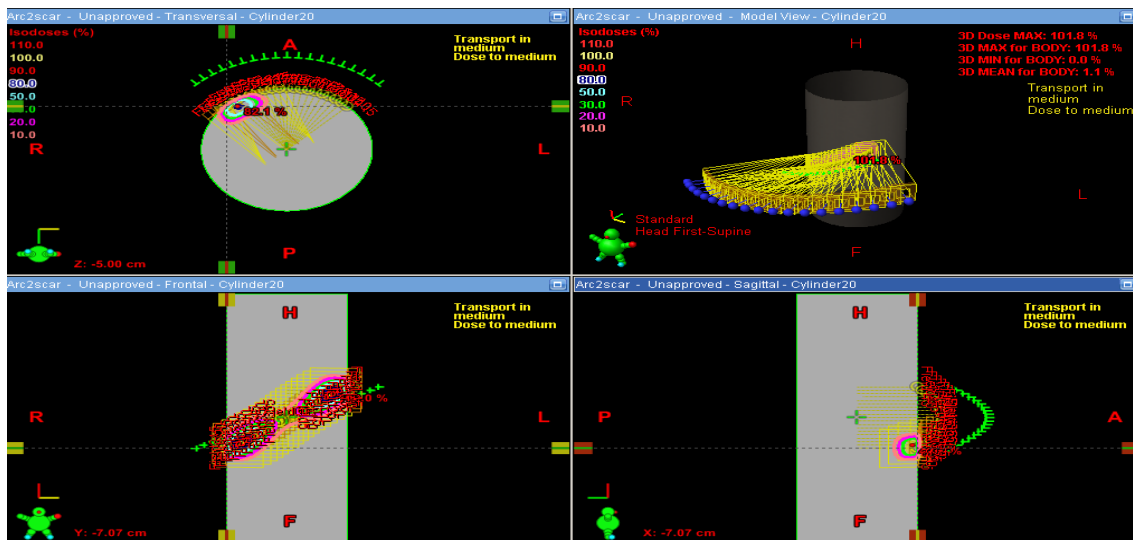 Arc2scar - Unapproved - Transversal - Cylinder20
Isodoses (%)
110.0
100.0
90.0
80.0
50.0
30.0
20.0
10.0
A
Transport in
medium
Dose to medium
82.1 %
R
L
P
Z: -5.00 cm
Arc2scar - Unapproved - Model View - Cylinder20
Isodoses (%)
110.0
100.0
90.0
80.0
50.0
30.0
20.0
10.0
H
3D Dose MAX: 101.8 %
3D MAX for BODY: 101.8 %
3D MIN for BODY: 0.0 %
3D MEAN for BODY: 1.1 %
Transport in
medium
Dose to medium
R
101.8 %
L
Standard
Head First-Supine
F
Arc2scar - Unapproved - Frontal - Cylinder20
Transport in
medium
Dose to medium
H
R
L
F
Y: -7.07 cm
Arc2scar - Unapproved - Sagittal - Cylinder20
Transport in
medium
Dose to medium
H
P
A
F
X: -7.07 cm